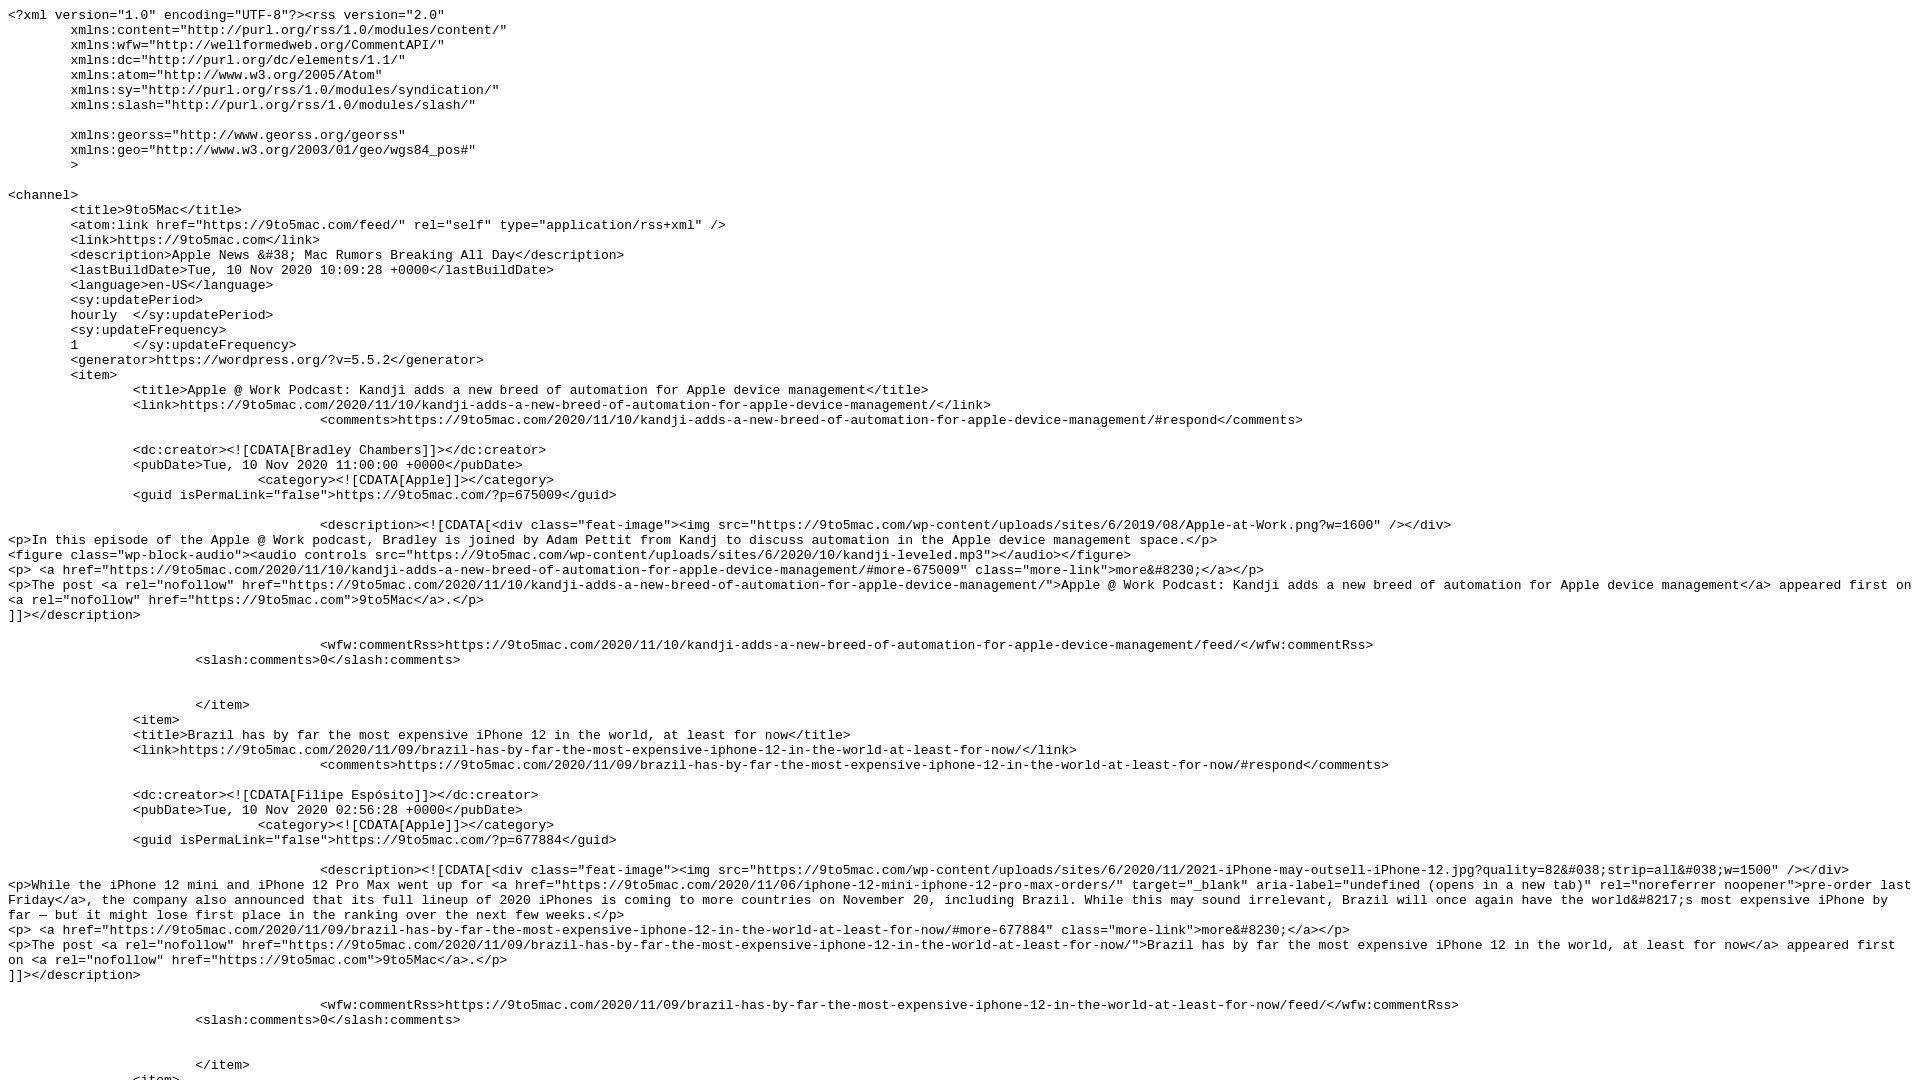 <?xml version="1.0" encoding="UTF-8"?><rss version="2.0"
xmlns:content="http://purl.org/rss/1.0/modules/content/"
xmlns:wfw="http://wellformedweb.org/CommentAPI/"
xmlns:dc="http://purl.org/dc/elements/1.1/"
xmlns:atom="http://www.w3.org/2005/Atom"
xmlns:sy="http://purl.org/rss/1.0/modules/syndication/"
xmlns:slash="http://purl.org/rss/1.0/modules/slash/"
xmlns:georss="http://www.georss.org/georss"
xmlns:geo="http://www.w3.org/2003/01/geo/wgs84_pos#"
>
<channel>
<title>9to5Mac</title>
<atom:link href="https://9to5mac.com/feed/" rel="self" type="application/rss+xml" />
<link>https://9to5mac.com</link>
<description>Apple News &#38; Mac Rumors Breaking All Day</description>
<lastBuildDate>Tue, 10 Nov 2020 10:09:28 +0000</lastBuildDate>
<language>en-US</language>
<sy:updatePeriod>
hourly  </sy:updatePeriod>
<sy:updateFrequency>
1       </sy:updateFrequency>
<generator>https://wordpress.org/?v=5.5.2</generator>
<item>
<title>Apple @ Work Podcast: Kandji adds a new breed of automation for Apple device management</title>
<link>https://9to5mac.com/2020/11/10/kandji-adds-a-new-breed-of-automation-for-apple-device-management/</link>
<comments>https://9to5mac.com/2020/11/10/kandji-adds-a-new-breed-of-automation-for-apple-device-management/#respond</comments>
<dc:creator><![CDATA[Bradley Chambers]]></dc:creator>
<pubDate>Tue, 10 Nov 2020 11:00:00 +0000</pubDate>
<category><![CDATA[Apple]]></category>
<guid isPermaLink="false">https://9to5mac.com/?p=675009</guid>
<description><![CDATA[<div class="feat-image"><img src="https://9to5mac.com/wp-content/uploads/sites/6/2019/08/Apple-at-Work.png?w=1600" /></div>
<p>In this episode of the Apple @ Work podcast, Bradley is joined by Adam Pettit from Kandj to discuss automation in the Apple device management space.</p>
<figure class="wp-block-audio"><audio controls src="https://9to5mac.com/wp-content/uploads/sites/6/2020/10/kandji-leveled.mp3"></audio></figure>
<p> <a href="https://9to5mac.com/2020/11/10/kandji-adds-a-new-breed-of-automation-for-apple-device-management/#more-675009" class="more-link">more&#8230;</a></p>
<p>The post <a rel="nofollow" href="https://9to5mac.com/2020/11/10/kandji-adds-a-new-breed-of-automation-for-apple-device-management/">Apple @ Work Podcast: Kandji adds a new breed of automation for Apple device management</a> appeared first on
<a rel="nofollow" href="https://9to5mac.com">9to5Mac</a>.</p>
]]></description>
<wfw:commentRss>https://9to5mac.com/2020/11/10/kandji-adds-a-new-breed-of-automation-for-apple-device-management/feed/</wfw:commentRss>
<slash:comments>0</slash:comments>
</item>
<item>
<title>Brazil has by far the most expensive iPhone 12 in the world, at least for now</title>
<link>https://9to5mac.com/2020/11/09/brazil-has-by-far-the-most-expensive-iphone-12-in-the-world-at-least-for-now/</link>
<comments>https://9to5mac.com/2020/11/09/brazil-has-by-far-the-most-expensive-iphone-12-in-the-world-at-least-for-now/#respond</comments>
<dc:creator><![CDATA[Filipe Espósito]]></dc:creator>
<pubDate>Tue, 10 Nov 2020 02:56:28 +0000</pubDate>
<category><![CDATA[Apple]]></category>
<guid isPermaLink="false">https://9to5mac.com/?p=677884</guid>
<description><![CDATA[<div class="feat-image"><img src="https://9to5mac.com/wp-content/uploads/sites/6/2020/11/2021-iPhone-may-outsell-iPhone-12.jpg?quality=82&#038;strip=all&#038;w=1500" /></div>
<p>While the iPhone 12 mini and iPhone 12 Pro Max went up for <a href="https://9to5mac.com/2020/11/06/iphone-12-mini-iphone-12-pro-max-orders/" target="_blank" aria-label="undefined (opens in a new tab)" rel="noreferrer noopener">pre-order last
Friday</a>, the company also announced that its full lineup of 2020 iPhones is coming to more countries on November 20, including Brazil. While this may sound irrelevant, Brazil will once again have the world&#8217;s most expensive iPhone by
far — but it might lose first place in the ranking over the next few weeks.</p>
<p> <a href="https://9to5mac.com/2020/11/09/brazil-has-by-far-the-most-expensive-iphone-12-in-the-world-at-least-for-now/#more-677884" class="more-link">more&#8230;</a></p>
<p>The post <a rel="nofollow" href="https://9to5mac.com/2020/11/09/brazil-has-by-far-the-most-expensive-iphone-12-in-the-world-at-least-for-now/">Brazil has by far the most expensive iPhone 12 in the world, at least for now</a> appeared first
on <a rel="nofollow" href="https://9to5mac.com">9to5Mac</a>.</p>
]]></description>
<wfw:commentRss>https://9to5mac.com/2020/11/09/brazil-has-by-far-the-most-expensive-iphone-12-in-the-world-at-least-for-now/feed/</wfw:commentRss>
<slash:comments>0</slash:comments>
</item>
<item>